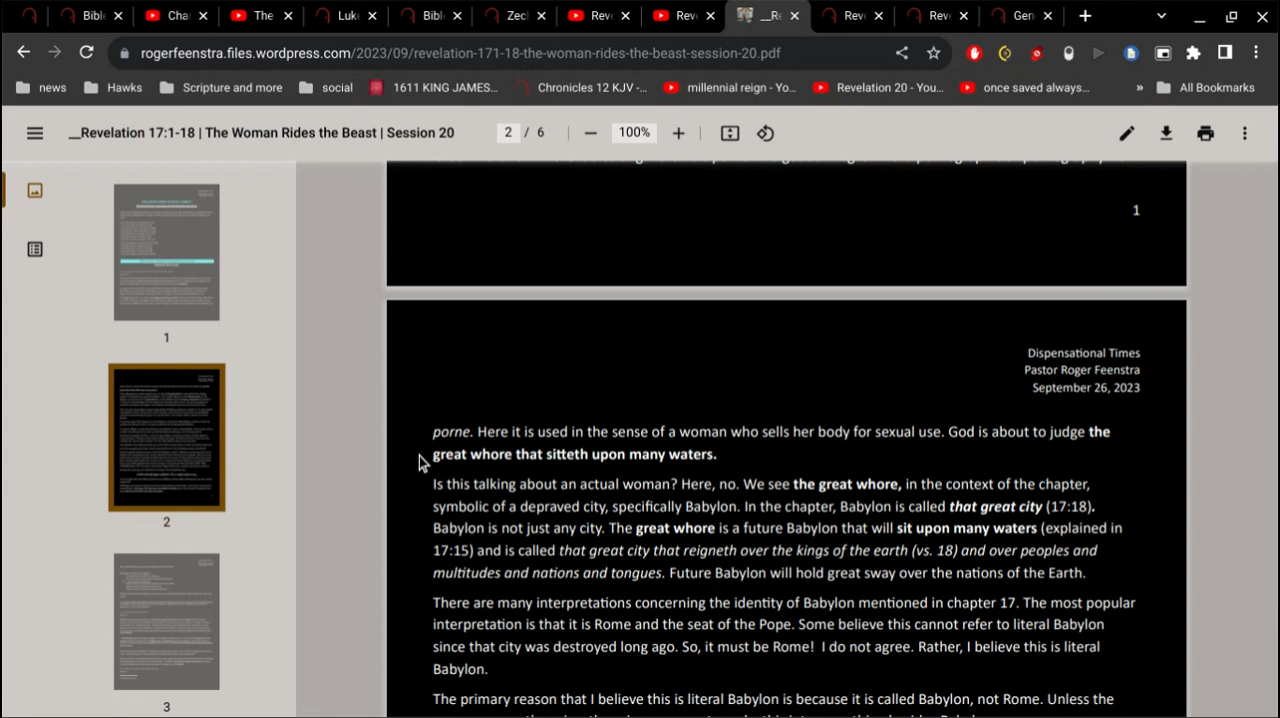 Bibl
Cha
The
Luke
Bibl
Zecl
Reve
Reve
__Re
Reve
Reve
Gen
rogerfeenstra.files.wordpress.com/2023/09/revelation-171-18-the-woman-rides-the-beast-session-20.pdf
news
Hawks
Scripture and more
social
1611 KING JAMES...
Chronicles 12 KJV -...
millennial reign - Yo...
Revelation 20 - You...
once saved always...
»
All Bookmarks
__Revelation 17:1-18 | The Woman Rides the Beast | Session 20
2 / 6
100%
1
2
3
1
Dispensational Times
Pastor Roger Feenstra
September 26, 2023
porne. Here it is used in the sense of a woman who sells her body for sexual use. God is about to judge the
great whore that sitteth upon many waters.
Is this talking about an actual woman? Here, no. We see the great whore, in the context of the chapter,
symbolic of a depraved city, specifically Babylon. In the chapter, Babylon is called that great city (17:18).
Babylon is not just any city. The great whore is a future Babylon that will sit upon many waters (explained in
17:15) and is called that great city that reigneth over the kings of the earth (vs. 18) and over peoples and
multitudes and nations and tongues. Future Babylon will hold great sway over the nations of the Earth.
There are many interpretations concerning the identity of Babylon mentioned in chapter 17. The most popular
interpretation is that it is Rome and the seat of the Pope. Some believe this cannot refer to literal Babylon
since that city was destroyed long ago. So, it must be Rome! I do not agree. Rather, I believe this is literal
Babylon.
The primary reason that I believe this is literal Babylon is because it is called Babylon, not Rome. Unless the